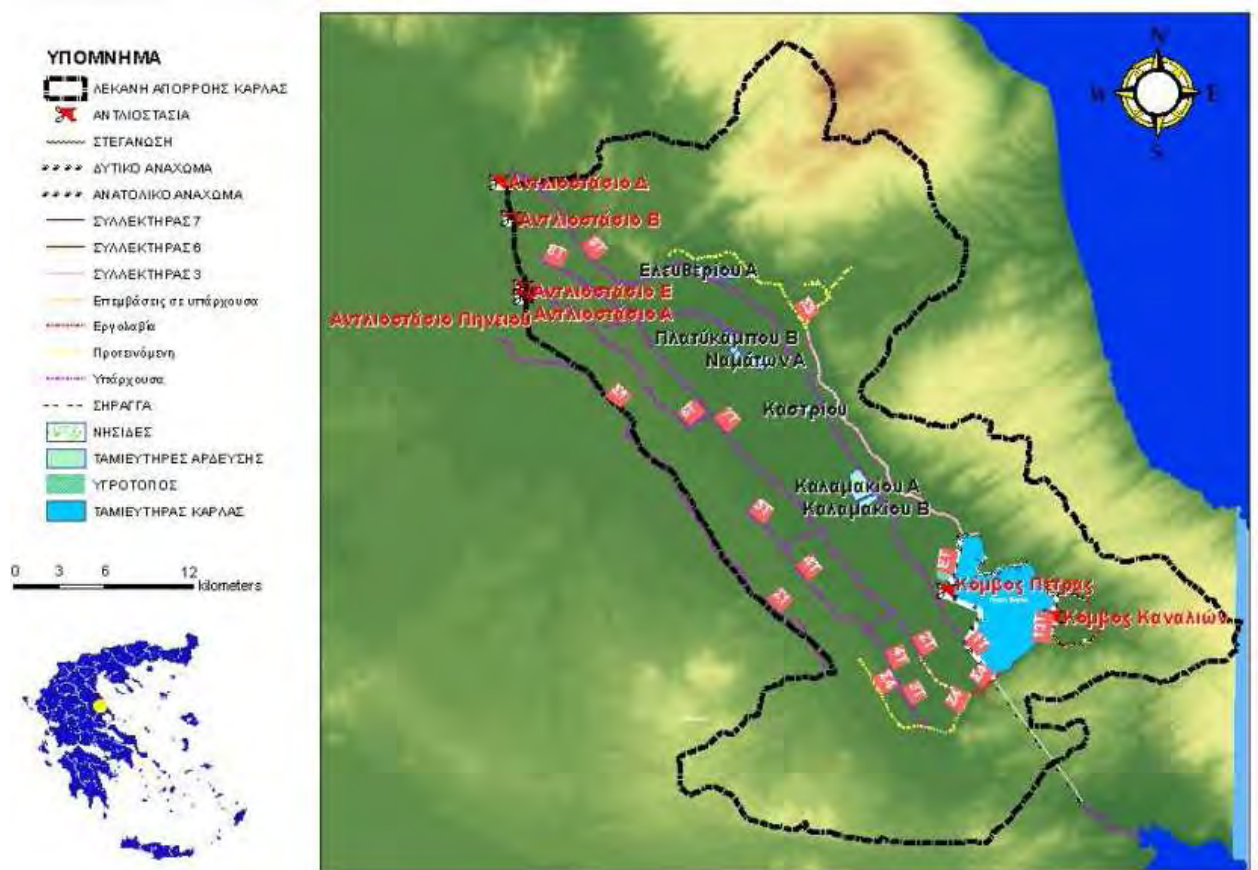 ΥΠΟΜΝΗΜΑ
ΛΕΚΑΝΗ ΑΠΟΡΡΟΗΣ ΚΑΡΛΑΣ
ΑΝΤΛΙΟΣΤΑΣΙΑ
ΣΤΕΓΑΝΩΣΗ
ΔΥΤΙΚΟ ΑΝΑΧΩΜΑ
ΑΝΑΤΟΛΙΚΟ ΑΝΑΧΩΜΑ
ΣΥΛΛΕΚΤΗΡΑΣ 7
ΣΥΛΛΕΚΤΗΡΑΣ 6
ΣΥΛΛΕΚΤΗΡΑΣ 3
Επεμβάσεις σε υπάρχουσα
Εργολαβία
Προτεινόμενη
Υπάρχουσα
ΣΗΡΑΓΓΑ
ΝΗΣΙΔΕΣ
ΤΑΜΙΕΥΤΗΡΕΣ ΑΡΔΕΥΣΗΣ
ΥΓΡΟΤΟΠΟΣ
ΤΑΜΙΕΥΤΗΡΑΣ ΚΑΡΛΑΣ
0 3 6 12
kilometers
N
W E
S
Αντλιοστάσιο Δ
Αντλιοστάσιο Β
Ελευθερίου Α
Αντλιοστάσιο Ε
Αντλιοστάσιο Α
Αντλιοστάσιο Πηνειού
Πλατύκαμπου Β
Ναμάτων Α
Καστρίου
Καλαμακίου Α
Καλαμακίου Β
Κόμβος Πέτρας
Κόμβος Καναλιών